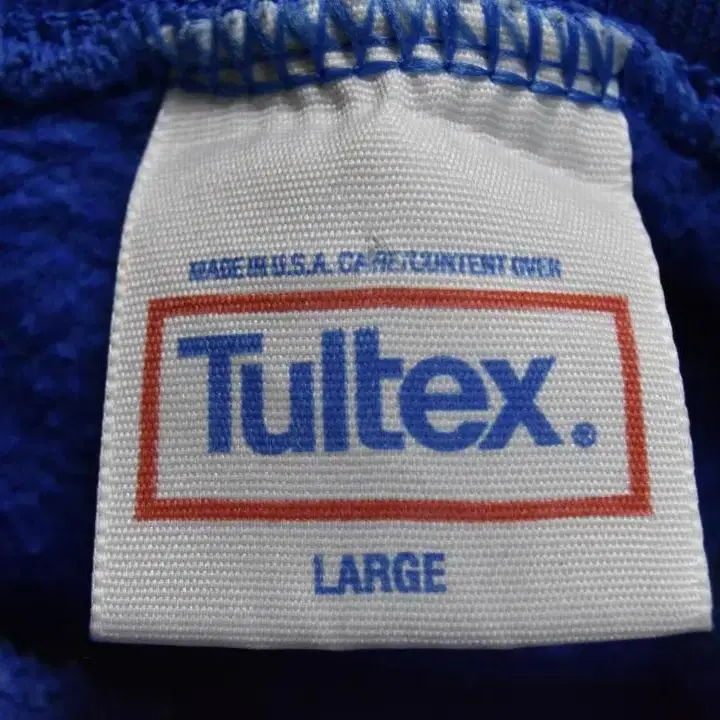 MADE IN U.S.A. CARE/CONTENT OVER
Tultex.®
LARGE